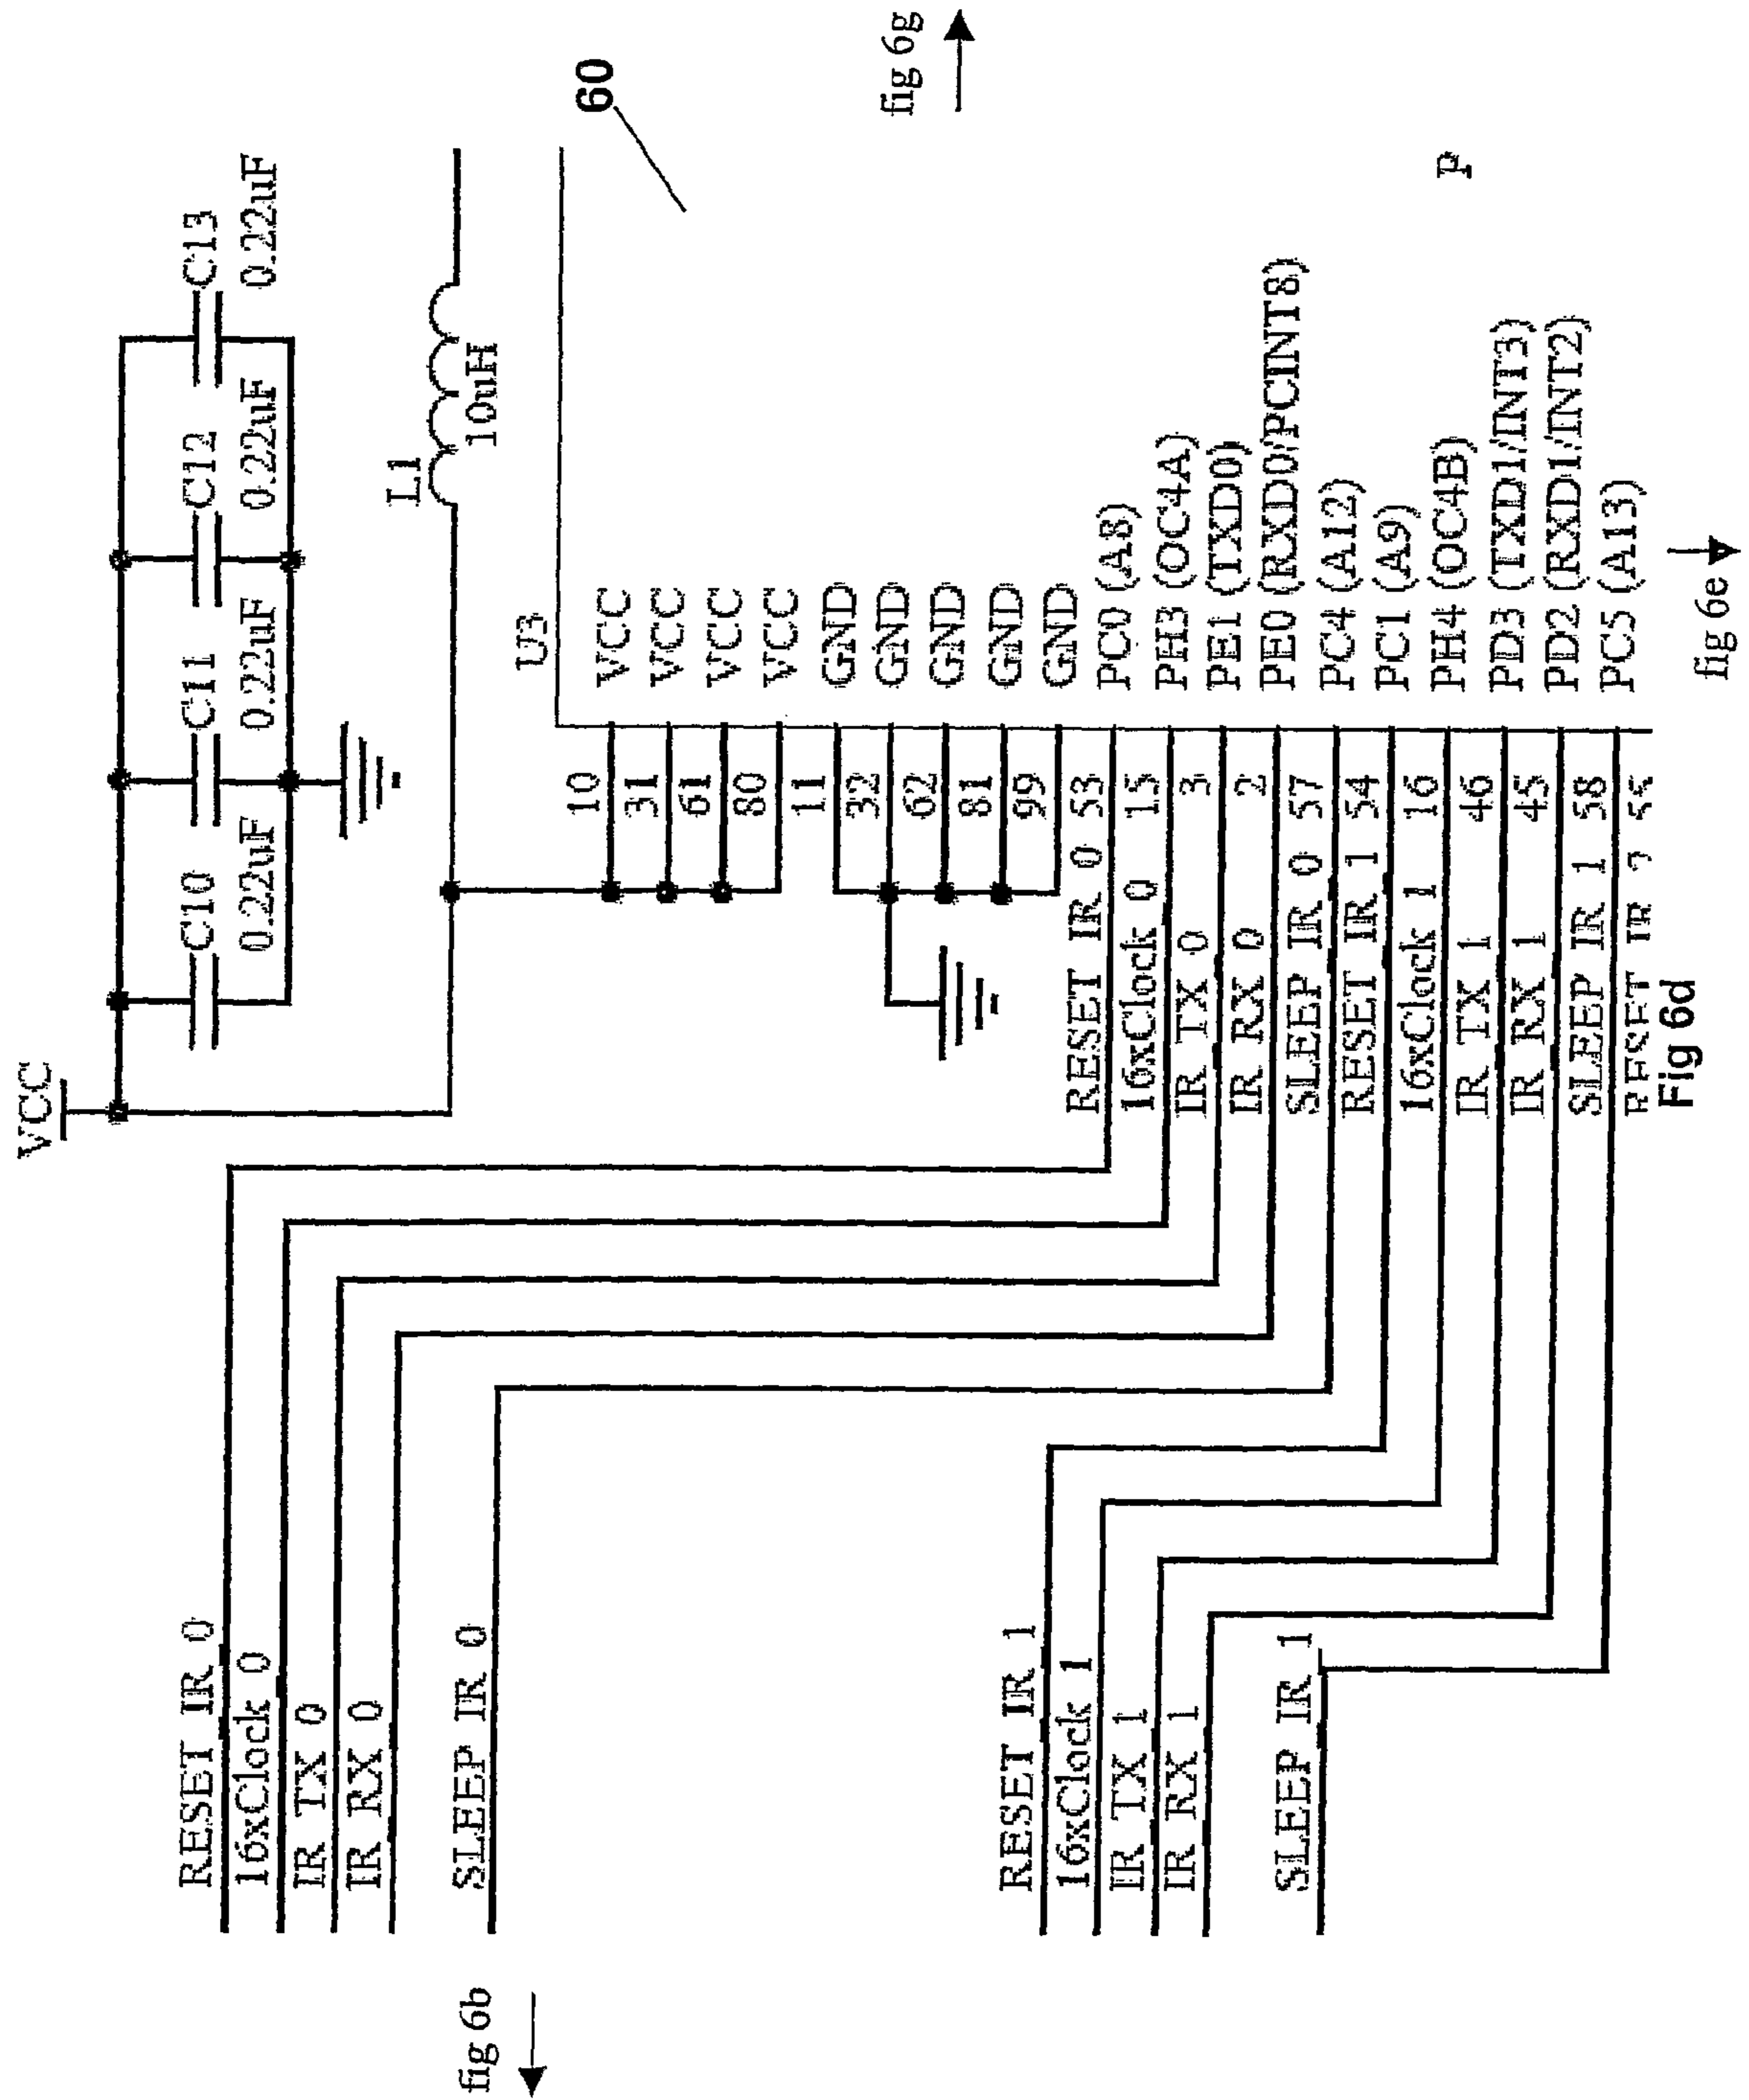 VCC
C10
0.22uF
C11
0.22uF
C12
0.22uF
C13
0.22uF
L1
10uH
60
U3
10 VCC
31 VCC
61 VCC
80 VCC
11 GND
32 GND
62 GND
81 GND
99 GND
RESET IR 0 53 PC0 (A8)
16xClock 0 15 PH3 (OC4A)
IR TX 0 3 PE1 (TXD0)
IR RX 0 2 PE0 (RXD0/PCINT8)
SLEEP IR 0 57 PC4 (A12)
RESET IR 1 54 PC1 (A9)
16xClock 1 16 PH4 (OC4B)
IR TX 1 46 PD3 (TXD1/INT3)
IR RX 1 45 PD2 (RXD1/INT2)
SLEEP IR 1 58 PC5 (A13)
RESET IR 2 55
P
RESET IR 0
16xClock 0
IR TX 0
IR RX 0
SLEEP IR 0
RESET IR 1
16xClock 1
IR TX 1
IR RX 1
SLEEP IR 1
fig 6b
fig 6g
fig 6e
Fig 6d